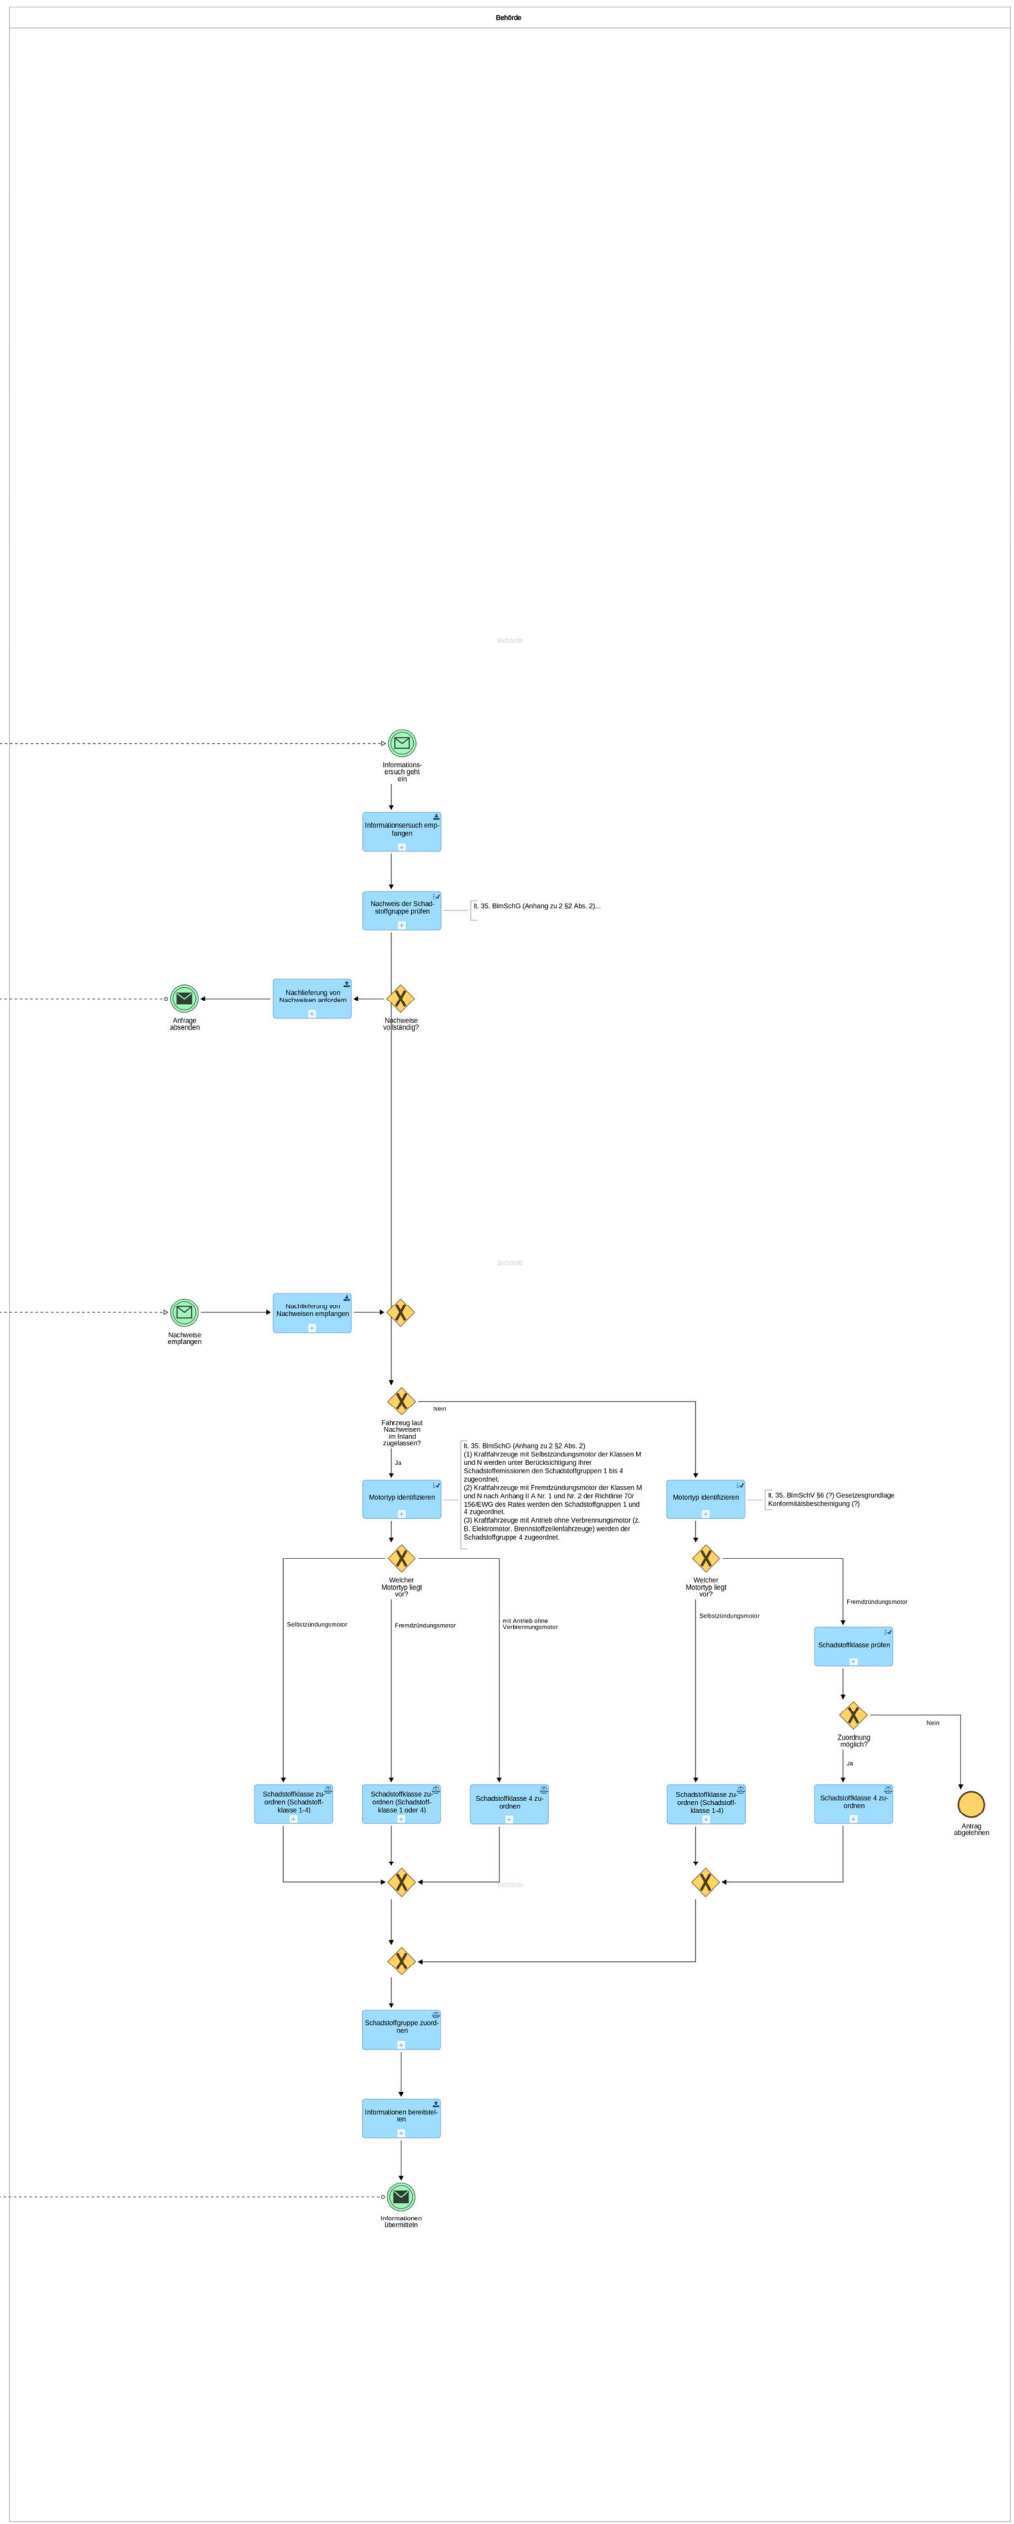 Behörde
Behörde
Informations-
ersuch geht
ein
Informationsersuch emp-
fangen
Nachweis der Schad-
stoffgruppe prüfen
lt. 35. BImSchG (Anhang zu 2 §2 Abs. 2)...
Nachlieferung von
Nachweisen anfordern
Anfrage
absenden
Nachweise
vollständig?
Behörde
Nachlieferung von
Nachweisen empfangen
Nachweise
empfangen
Nein
Fahrzeug laut
Nachweisen
im Inland
zugelassen?
Ja
lt. 35. BImSchG (Anhang zu 2 §2 Abs. 2)
(1) Kraftfahrzeuge mit Selbstzündungsmotor der Klassen M
und N werden unter Berücksichtigung ihrer
Schadstoffemissionen den Schadstoffgruppen 1 bis 4
zugeordnet.
(2) Kraftfahrzeuge mit Fremdzündungsmotor der Klassen M
und N nach Anhang II A Nr. 1 und Nr. 2 der Richtlinie 70/
156/EWG des Rates werden den Schadstoffgruppen 1 und
4 zugeordnet.
(3) Kraftfahrzeuge mit Antrieb ohne Verbrennungsmotor (z.
B. Elektromotor, Brennstoffzellenfahrzeuge) werden der
Schadstoffgruppe 4 zugeordnet.
Motortyp identifizieren
Motortyp identifizieren
lt. 35. BImSchV §6 (?) Gesetzesgrundlage
Konformitätsbescheinigung (?)
Welcher
Motortyp liegt
vor?
Welcher
Motortyp liegt
vor?
Fremdzündungsmotor
Selbstzündungsmotor
Selbstzündungsmotor
Fremdzündungsmotor
mit Antrieb ohne
Verbrennungsmotor
Schadstoffklasse prüfen
Nein
Zuordnung
möglich?
Ja
Schadstoffklasse zu-
ordnen (Schadstoff-
klasse 1-4)
Schadstoffklasse zu-
ordnen (Schadstoff-
klasse 1 oder 4)
Schadstoffklasse 4 zu-
ordnen
Schadstoffklasse zu-
ordnen (Schadstoff-
klasse 1-4)
Schadstoffklasse 4 zu-
ordnen
Antrag
abgelehnen
Behörde
Schadstoffgruppe zuord-
nen
Informationen bereitstel-
len
Informationen
übermitteln